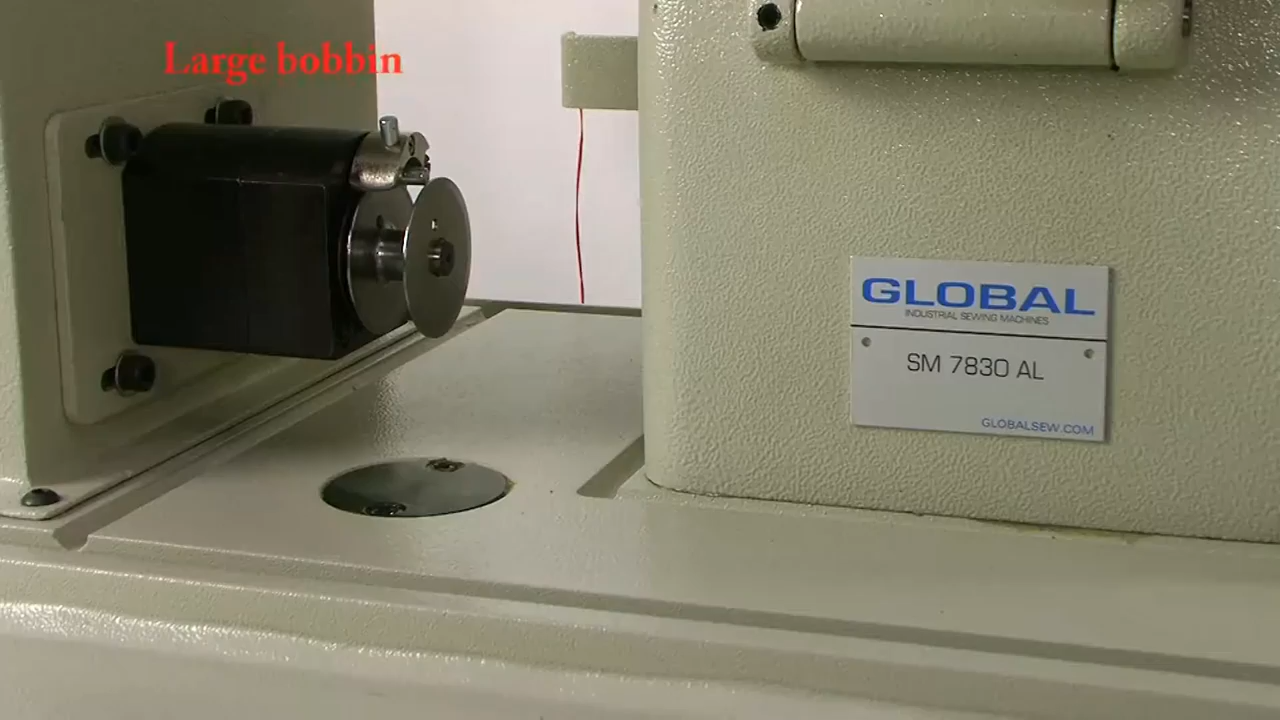 Large bobbin
GLOBAL
INDUSTRIAL SEWING MACHINES
SM 7830 AL
GLOBALSEW.COM